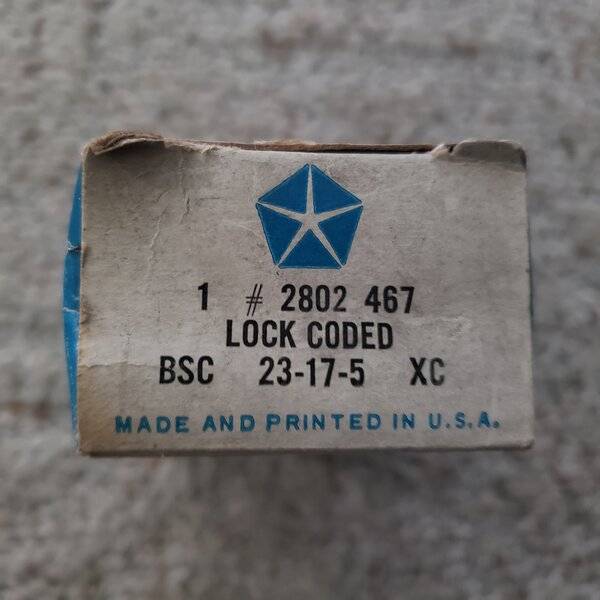 1 # 2802 467
LOCK CODED
BSC 23-17-5 XC
MADE AND PRINTED IN U.S.A.